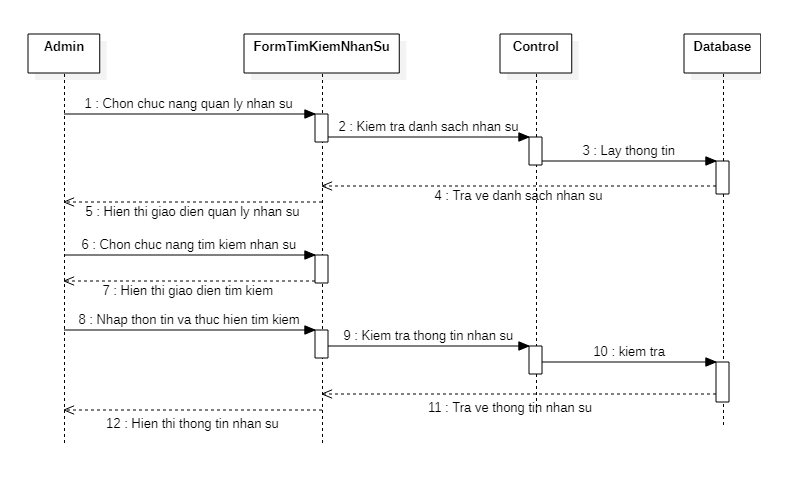 Admin
FormTimKiemNhanSu
Control
Database
1 : Chon chuc nang quan ly nhan su
2 : Kiem tra danh sach nhan su
3 : Lay thong tin
4 : Tra ve danh sach nhan su
5 : Hien thi giao dien quan ly nhan su
6 : Chon chuc nang tim kiem nhan su
7 : Hien thi giao dien tim kiem
8 : Nhap thon tin va thuc hien tim kiem
9 : Kiem tra thong tin nhan su
10 : kiem tra
11 : Tra ve thong tin nhan su
12 : Hien thi thong tin nhan su